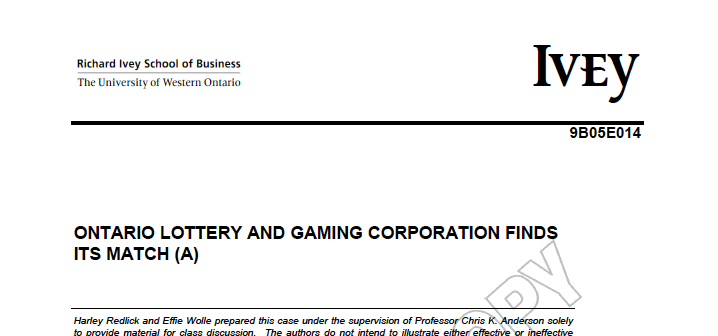 Richard Ivey School of Business
The University of Western Ontario
IVEY
9B05E014
ONTARIO LOTTERY AND GAMING CORPORATION FINDS
ITS MATCH (A)
COPY
Harley Redlick and Effie Wolle prepared this case under the supervision of Professor Chris K. Anderson solely
to provide material for class discussion. The authors do not intend to illustrate either effective or ineffective